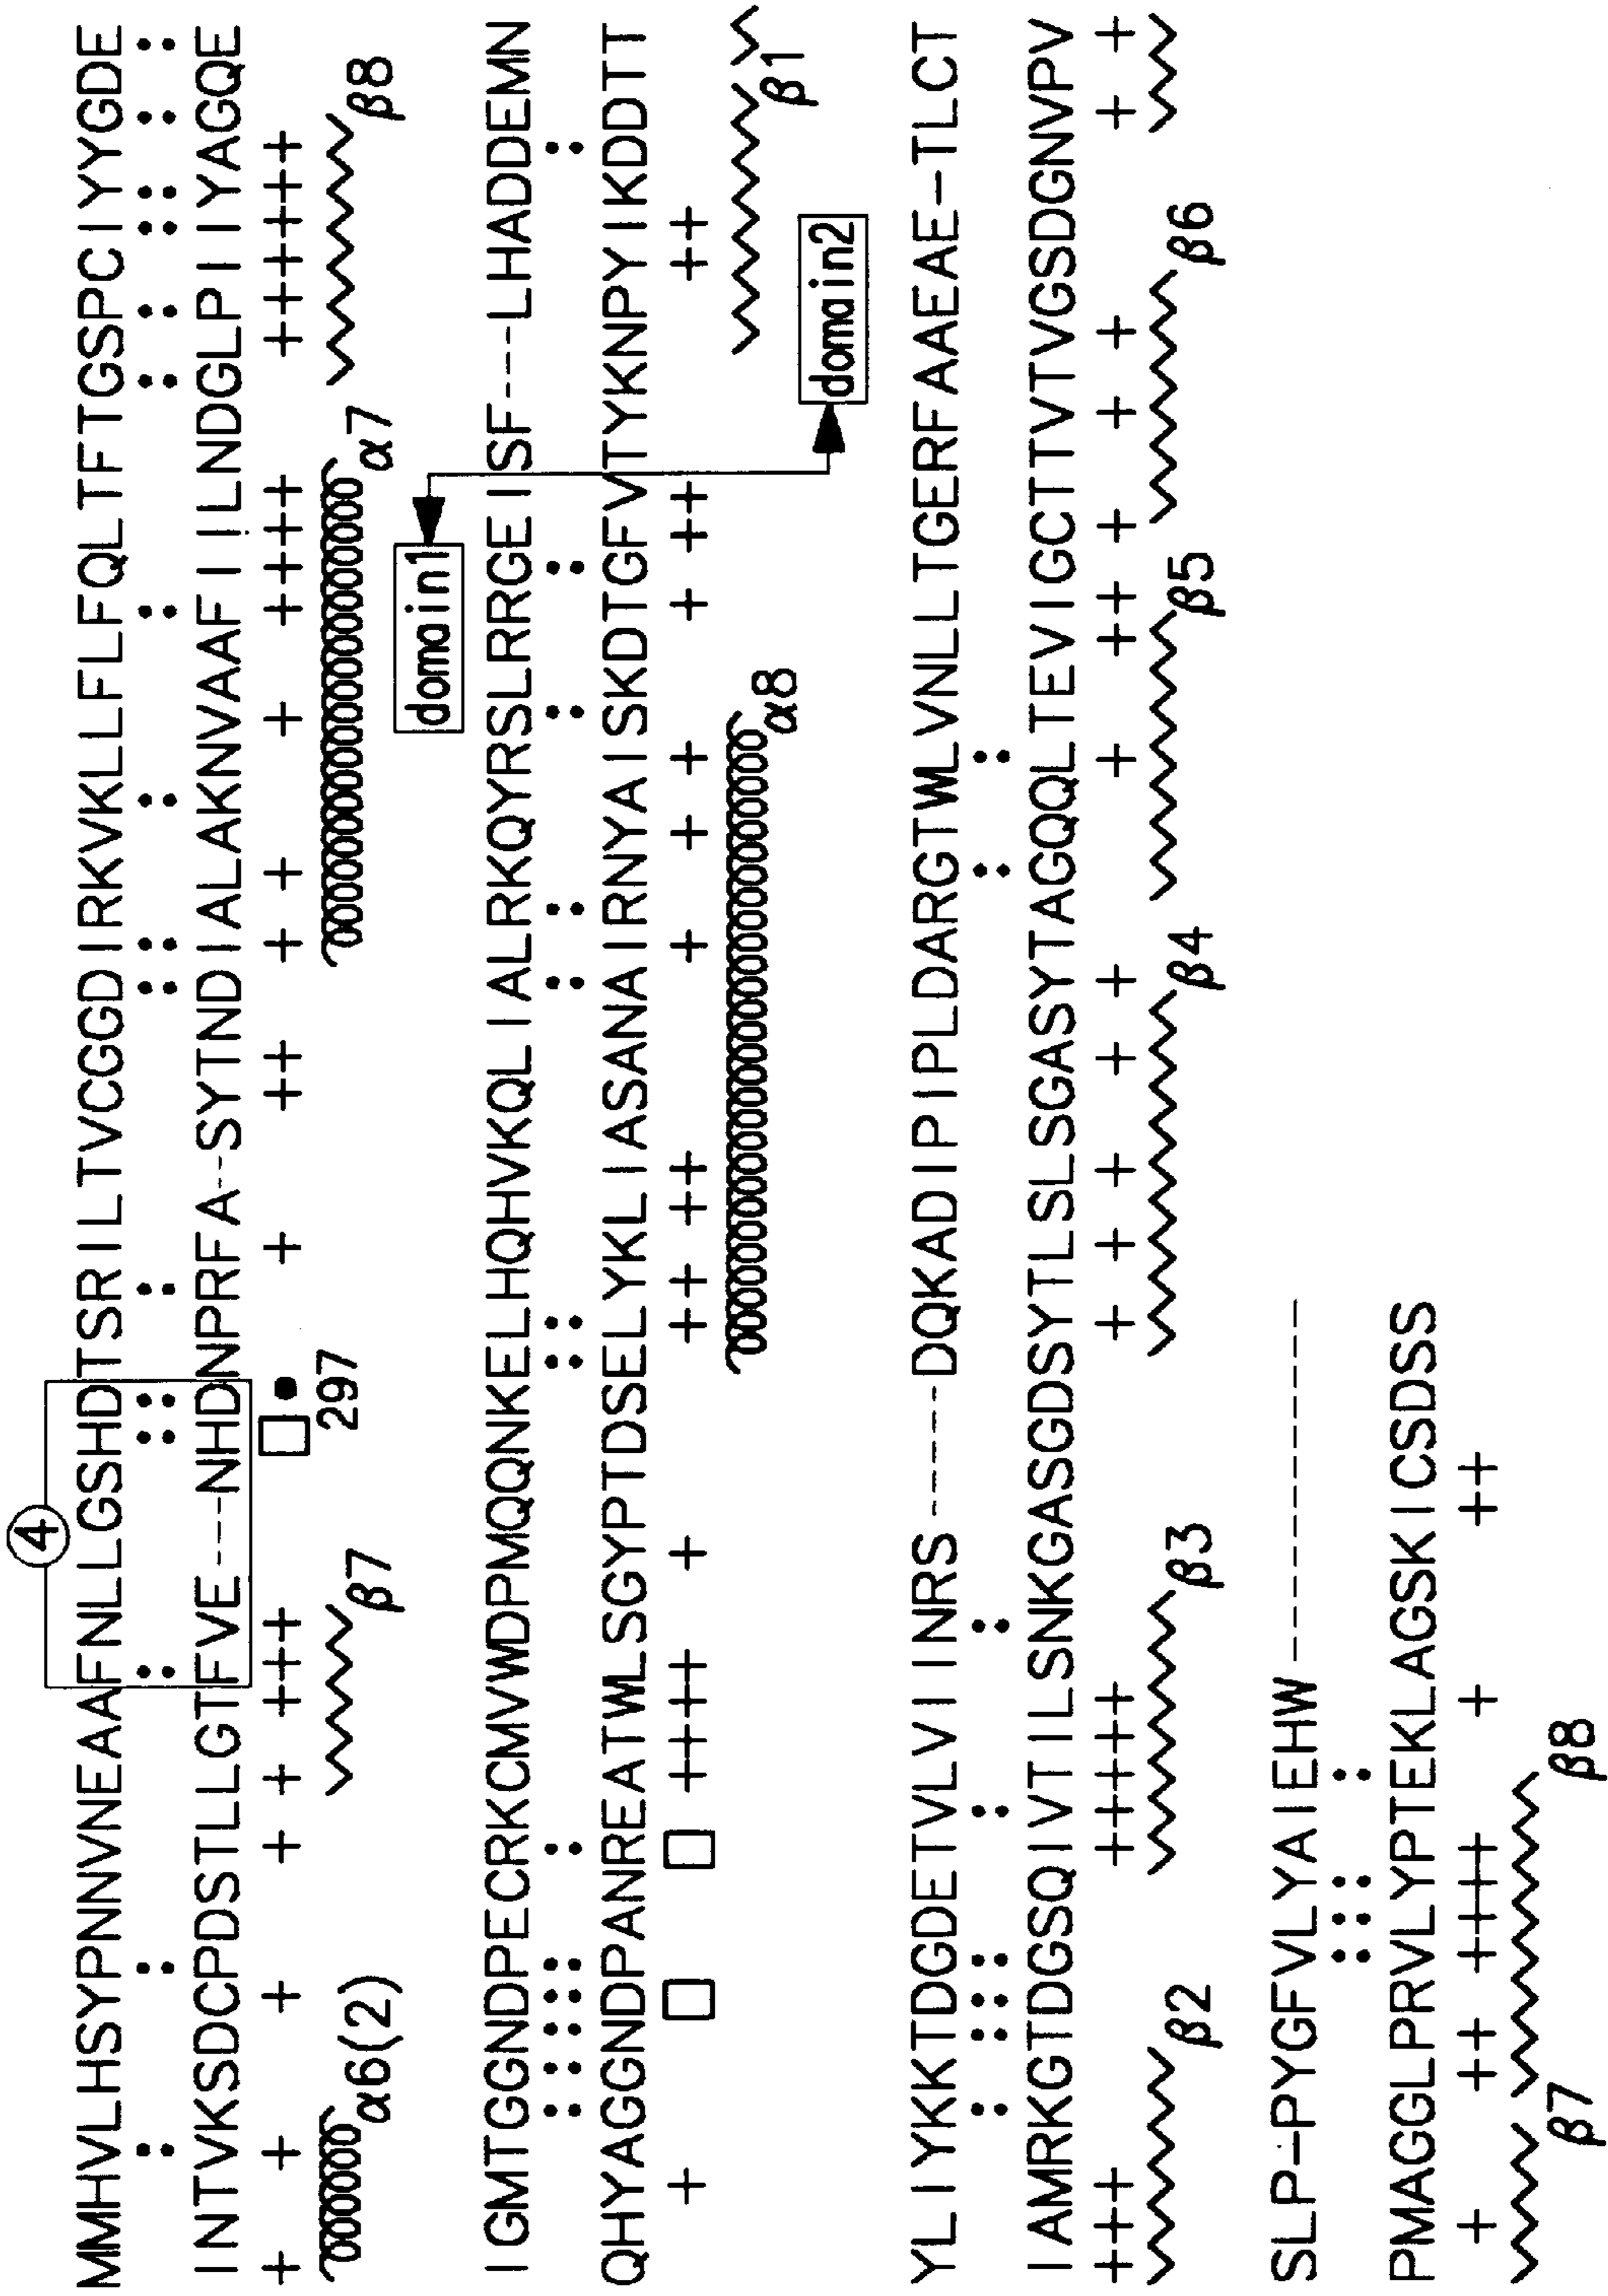 ④
MMHVLHSYPNNVNEAAFNLLGSHDTSRILTVCGGDIRKVKLLFLFQLTFTGSPCIYYGDE
INTVKSDCPDSTLLGTFVE---NHDNPRFA--SYTNDIALAKNVAAFIILNDGLPIIYAGQE
297
α6(2) β7 α7 β8
domain1
IGMTGGNDPECRKCMVWDPMQQNKELHQHVKQLIALRKQYRSLRRGEISF---LHADDEMN
QHYAGGNDPANREATWLSGYPTDSELYKLIASANAIRNYAISKDTGFVTYKNPYIKDDTT
α8 β1
domain2
YLIYKKTDGDETVLVIINRS-----DQKADIPIPLDARGTWLVNLLTGERFAAEAE-TLCT
IAMRKGTDGSQIVTILSNKGASGDSYTLSLSGASYTAGQQLTEVIGCTTVTVGSDGNVPV
β2 β3 β4 β5 β6
SLP-PYGFVLYAIEHW----------
PMAGGLPRVLYPTEKLAGSKICSDSS
β7 β8